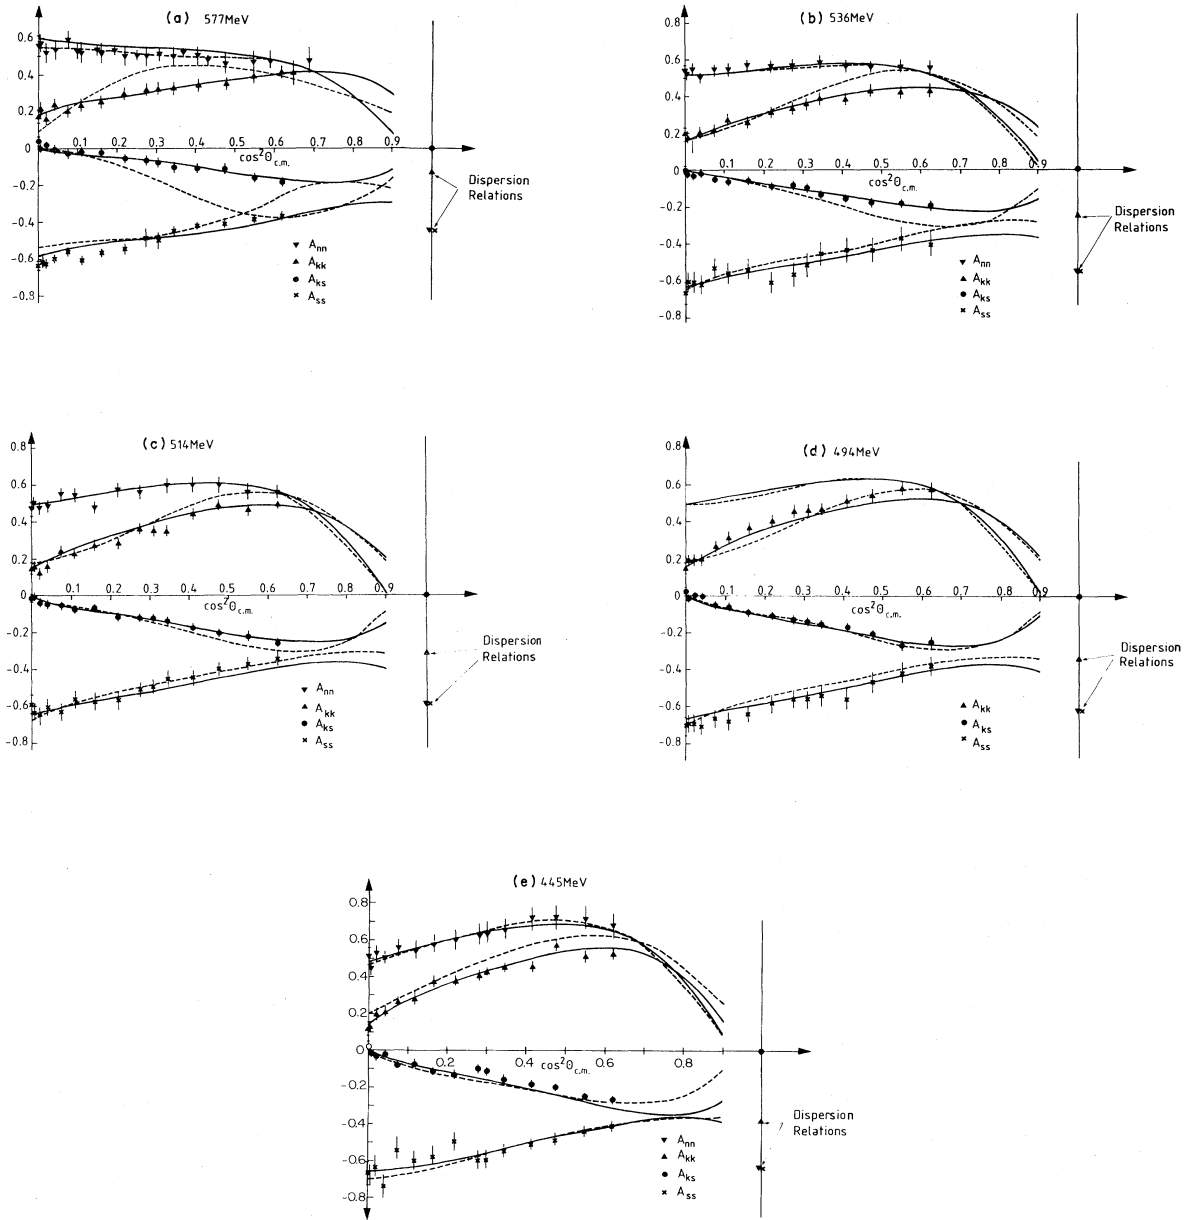 (a) 577MeV
0.6
0.4
0.2
0
-0.2
-0.4
-0.6
-0.8
0.1 0.2 0.3 0.4 0.5 0.6 0.7 0.8 0.9
cos²θc.m.
Dispersion
Relations
Ann
Akk
Aks
Ass
(b) 536MeV
0.8
0.6
0.4
0.2
0
-0.2
-0.4
-0.6
-0.8
0.1 0.2 0.3 0.4 0.5 0.6 0.7 0.8 0.9
cos²θc.m.
Dispersion
Relations
Ann
Akk
Aks
Ass
(c) 514MeV
0.8
0.6
0.4
0.2
0
-0.2
-0.4
-0.6
-0.8
0.1 0.2 0.3 0.4 0.5 0.6 0.7 0.8 0.9
cos²θc.m.
Dispersion
Relations
Ann
Akk
Aks
Ass
(d) 494MeV
0.8
0.6
0.4
0.2
0
-0.2
-0.4
-0.6
-0.8
0.1 0.2 0.3 0.4 0.5 0.6 0.7 0.8 0.9
cos²θc.m.
Dispersion
Relations
Akk
Aks
Ass
(e) 445MeV
0.8
0.6
0.4
0.2
0
-0.2
-0.4
-0.6
-0.8
0.2 0.4 0.6 0.8
cos²θc.m.
Dispersion
Relations
Ann
Akk
Aks
Ass